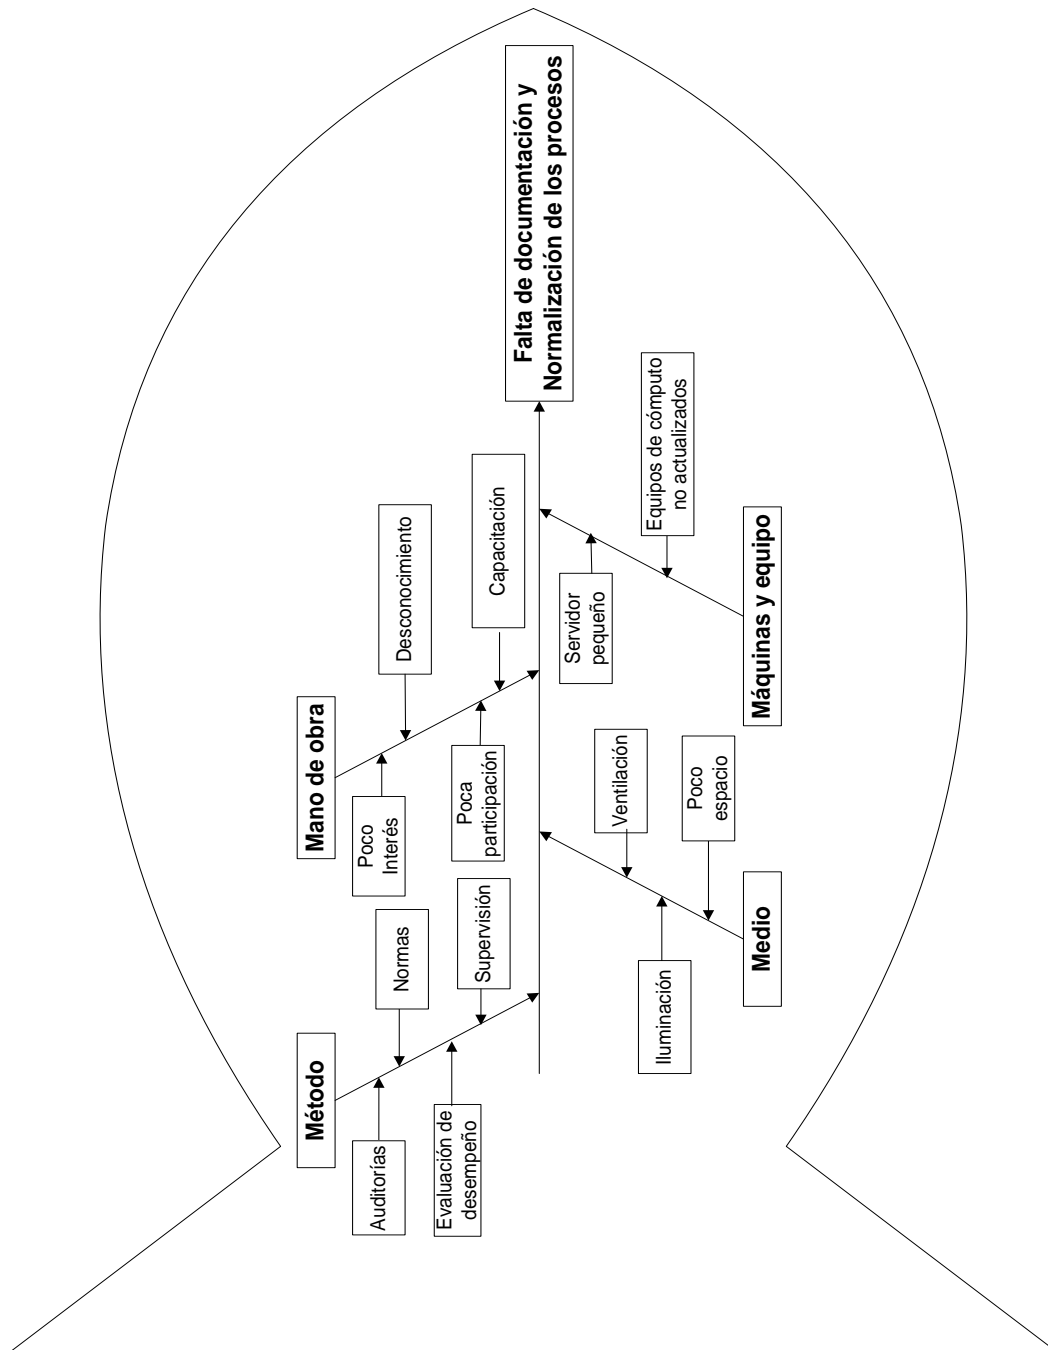 Método
Auditorías
Normas
Evaluación de
desempeño
Supervisión
Mano de obra
Poco
Interés
Desconocimiento
Poca
participación
Capacitación
Falta de documentación y
Normalización de los procesos
Medio
Iluminación
Ventilación
Poco
espacio
Máquinas y equipo
Servidor
pequeño
Equipos de cómputo
no actualizados